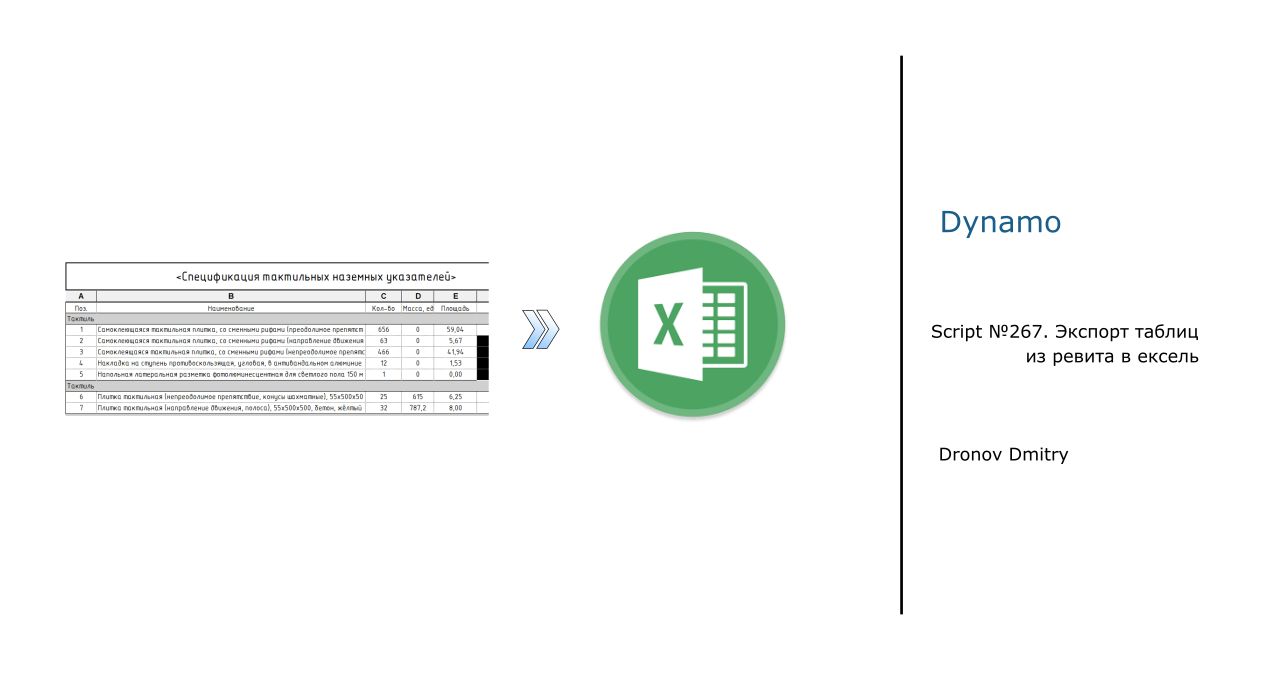 <Спецификация тактильных наземных указателей>
A B C D E
Поз. Наименование Кол-во Масса, ед Площадь
Тактиль
1 Самоклеющаяся тактильная плитка, со сменными рифами (преодолимое препятст 656 0 59,04
2 Самоклеющаяся тактильная плитка, со сменными рифами (направление движения 63 0 5,67
3 Самоклеящаяся тактильная плитка, со сменными рифами (непреодолимое препятс 466 0 41,94
4 Накладка на ступень противоскользящая, угловая, в антивандальном алюминие 12 0 1,53
5 Напольная латеральная разметка фотолюминесцентная для светлого пола 150 м 1 0 0,00
Тактиль
6 Плитка тактильная (непреодолимое препятствие, конусы шахматные), 55х500х50 25 615 6,25
7 Плитка тактильная (направление движения, полоса), 55х500х500, бетон, жёлтый 32 787,2 8,00
X
Dynamo
Script №267. Экспорт таблиц
из ревита в ексель
Dronov Dmitry